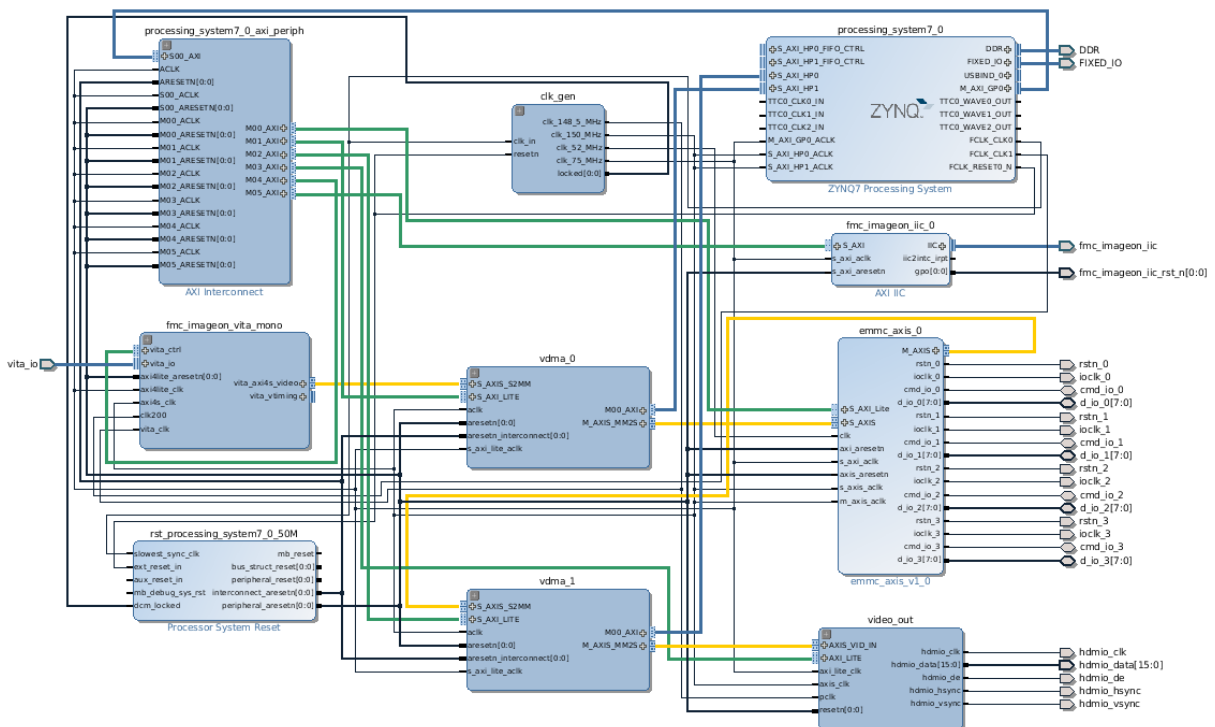 processing_system7_0_axi_periph
S00_AXI
ACLK
ARESETN[0:0]
S00_ACLK
S00_ARESETN[0:0]
M00_ACLK
M00_ARESETN[0:0]
M01_ACLK
M01_ARESETN[0:0]
M02_ACLK
M02_ARESETN[0:0]
M03_ACLK
M03_ARESETN[0:0]
M04_ACLK
M04_ARESETN[0:0]
M05_ACLK
M05_ARESETN[0:0]
M00_AXI
M01_AXI
M02_AXI
M03_AXI
M04_AXI
M05_AXI
AXI Interconnect
clk_gen
clk_in
resetn
clk_148_5_MHz
clk_150_MHz
clk_52_MHz
clk_75_MHz
locked[0:0]
processing_system7_0
S_AXI_HP0_FIFO_CTRL
S_AXI_HP1_FIFO_CTRL
S_AXI_HP0
S_AXI_HP1
TTC0_CLK0_IN
TTC0_CLK1_IN
TTC0_CLK2_IN
M_AXI_GP0_ACLK
S_AXI_HP0_ACLK
S_AXI_HP1_ACLK
ZYNQ
DDR
FIXED_IO
USBIND_0
M_AXI_GP0
TTC0_WAVE0_OUT
TTC0_WAVE1_OUT
TTC0_WAVE2_OUT
FCLK_CLK0
FCLK_CLK1
FCLK_RESET0_N
ZYNQ7 Processing System
DDR
FIXED_IO
fmc_imageon_iic_0
S_AXI
s_axi_aclk
s_axi_aresetn
IIC
iic2intc_irpt
gpo[0:0]
AXI IIC
fmc_imageon_iic
fmc_imageon_iic_rst_n[0:0]
vita_io
fmc_imageon_vita_mono
vita_ctrl
vita_io
axi4lite_aresetn[0:0]
axi4lite_clk
axi4s_clk
clk200
vita_clk
vita_axi4s_video
vita_vtiming
vdma_0
S_AXIS_S2MM
S_AXI_LITE
aclk
aresetn[0:0]
aresetn_interconnect[0:0]
s_axi_lite_aclk
M00_AXI
M_AXIS_MM2S
emmc_axis_0
S_AXI_Lite
S_AXIS
clk
axi_aresetn
s_axi_aclk
axis_aresetn
s_axis_aclk
m_axis_aclk
M_AXIS
rstn_0
ioclk_0
cmd_io_0
d_io_0[7:0]
rstn_1
ioclk_1
cmd_io_1
d_io_1[7:0]
rstn_2
ioclk_2
cmd_io_2
d_io_2[7:0]
rstn_3
ioclk_3
cmd_io_3
d_io_3[7:0]
emmc_axis_v1_0
rstn_0
ioclk_0
cmd_io_0
d_io_0[7:0]
rstn_1
ioclk_1
cmd_io_1
d_io_1[7:0]
rstn_2
ioclk_2
cmd_io_2
d_io_2[7:0]
rstn_3
ioclk_3
cmd_io_3
d_io_3[7:0]
rst_processing_system7_0_50M
slowest_sync_clk
ext_reset_in
aux_reset_in
mb_debug_sys_rst
dcm_locked
mb_reset
bus_struct_reset[0:0]
peripheral_reset[0:0]
interconnect_aresetn[0:0]
peripheral_aresetn[0:0]
Processor System Reset
vdma_1
S_AXIS_S2MM
S_AXI_LITE
aclk
aresetn[0:0]
aresetn_interconnect[0:0]
s_axi_lite_aclk
M00_AXI
M_AXIS_MM2S
video_out
AXIS_VID_IN
AXI_LITE
axi_lite_clk
axis_clk
pclk
resetn[0:0]
hdmio_clk
hdmio_data[15:0]
hdmio_de
hdmio_hsync
hdmio_vsync
hdmio_clk
hdmio_data[15:0]
hdmio_de
hdmio_hsync
hdmio_vsync